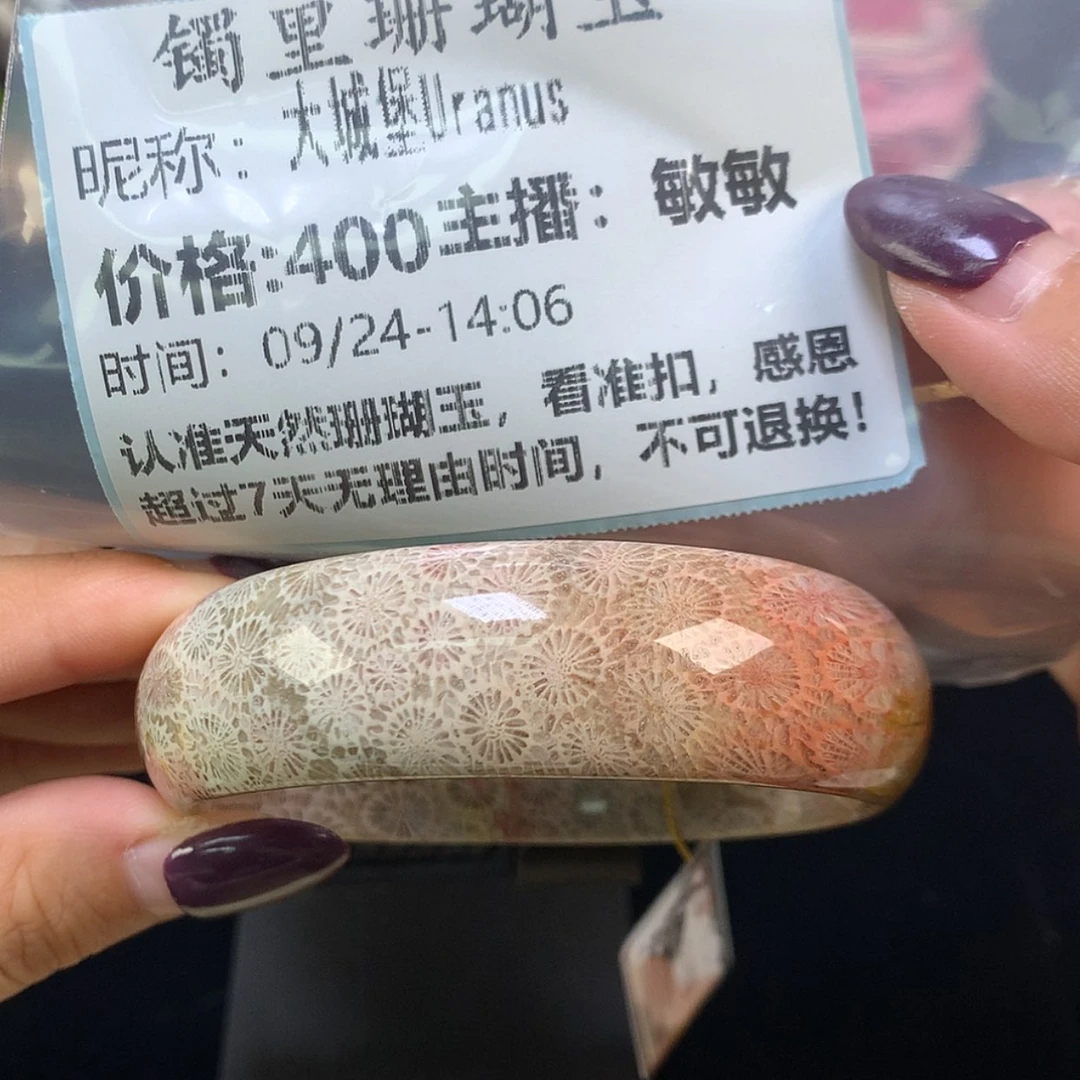 镯里珊瑚玉
昵称：大城堡Uranus
价格:400主播：敏敏
时间：09/24-14:06
认准天然珊瑚玉，看准扣，感恩
超过7天无理由时间，不可退换！